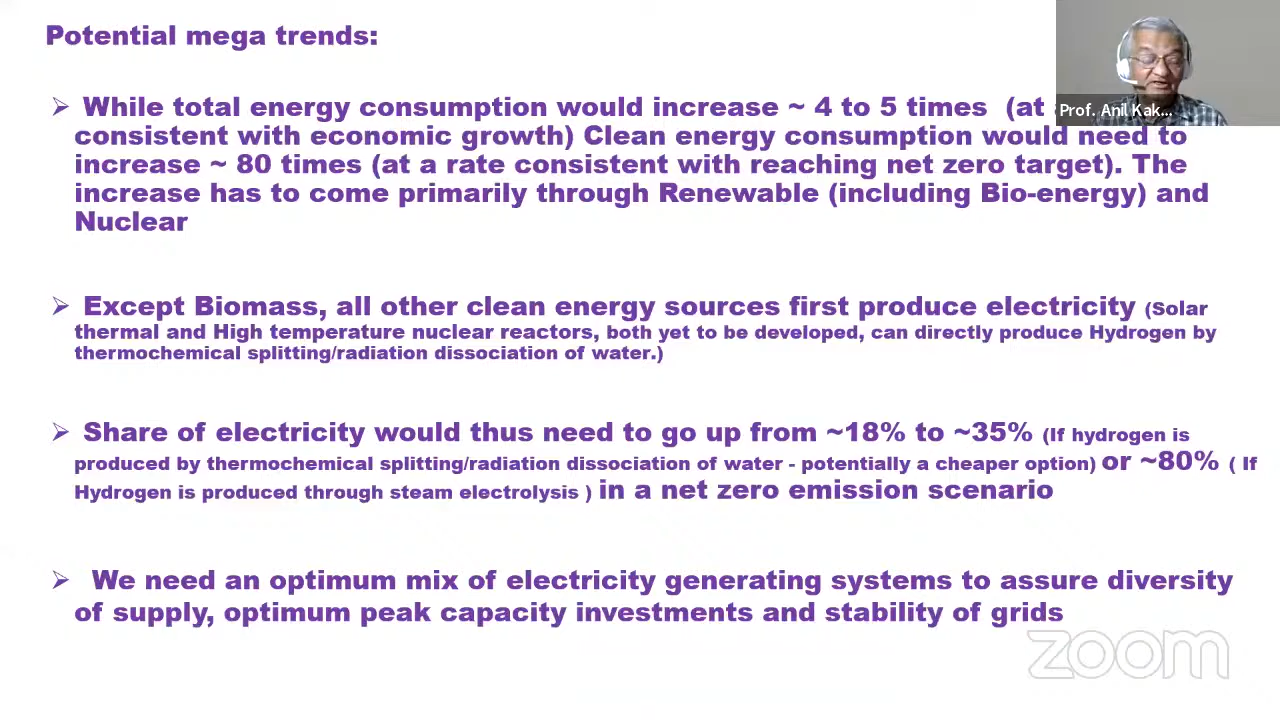 Potential mega trends:
➢ While total energy consumption would increase ~ 4 to 5 times (at
consistent with economic growth) Clean energy consumption would need to
increase ~ 80 times (at a rate consistent with reaching net zero target). The
increase has to come primarily through Renewable (including Bio-energy) and
Nuclear
➢ Except Biomass, all other clean energy sources first produce electricity (Solar
thermal and High temperature nuclear reactors, both yet to be developed, can directly produce Hydrogen by
thermochemical splitting/radiation dissociation of water.)
➢ Share of electricity would thus need to go up from ~18% to ~35% (If hydrogen is
produced by thermochemical splitting/radiation dissociation of water - potentially a cheaper option) or ~80% ( If
Hydrogen is produced through steam electrolysis ) in a net zero emission scenario
➢ We need an optimum mix of electricity generating systems to assure diversity
of supply, optimum peak capacity investments and stability of grids
Prof. Anil Kak...
zoom